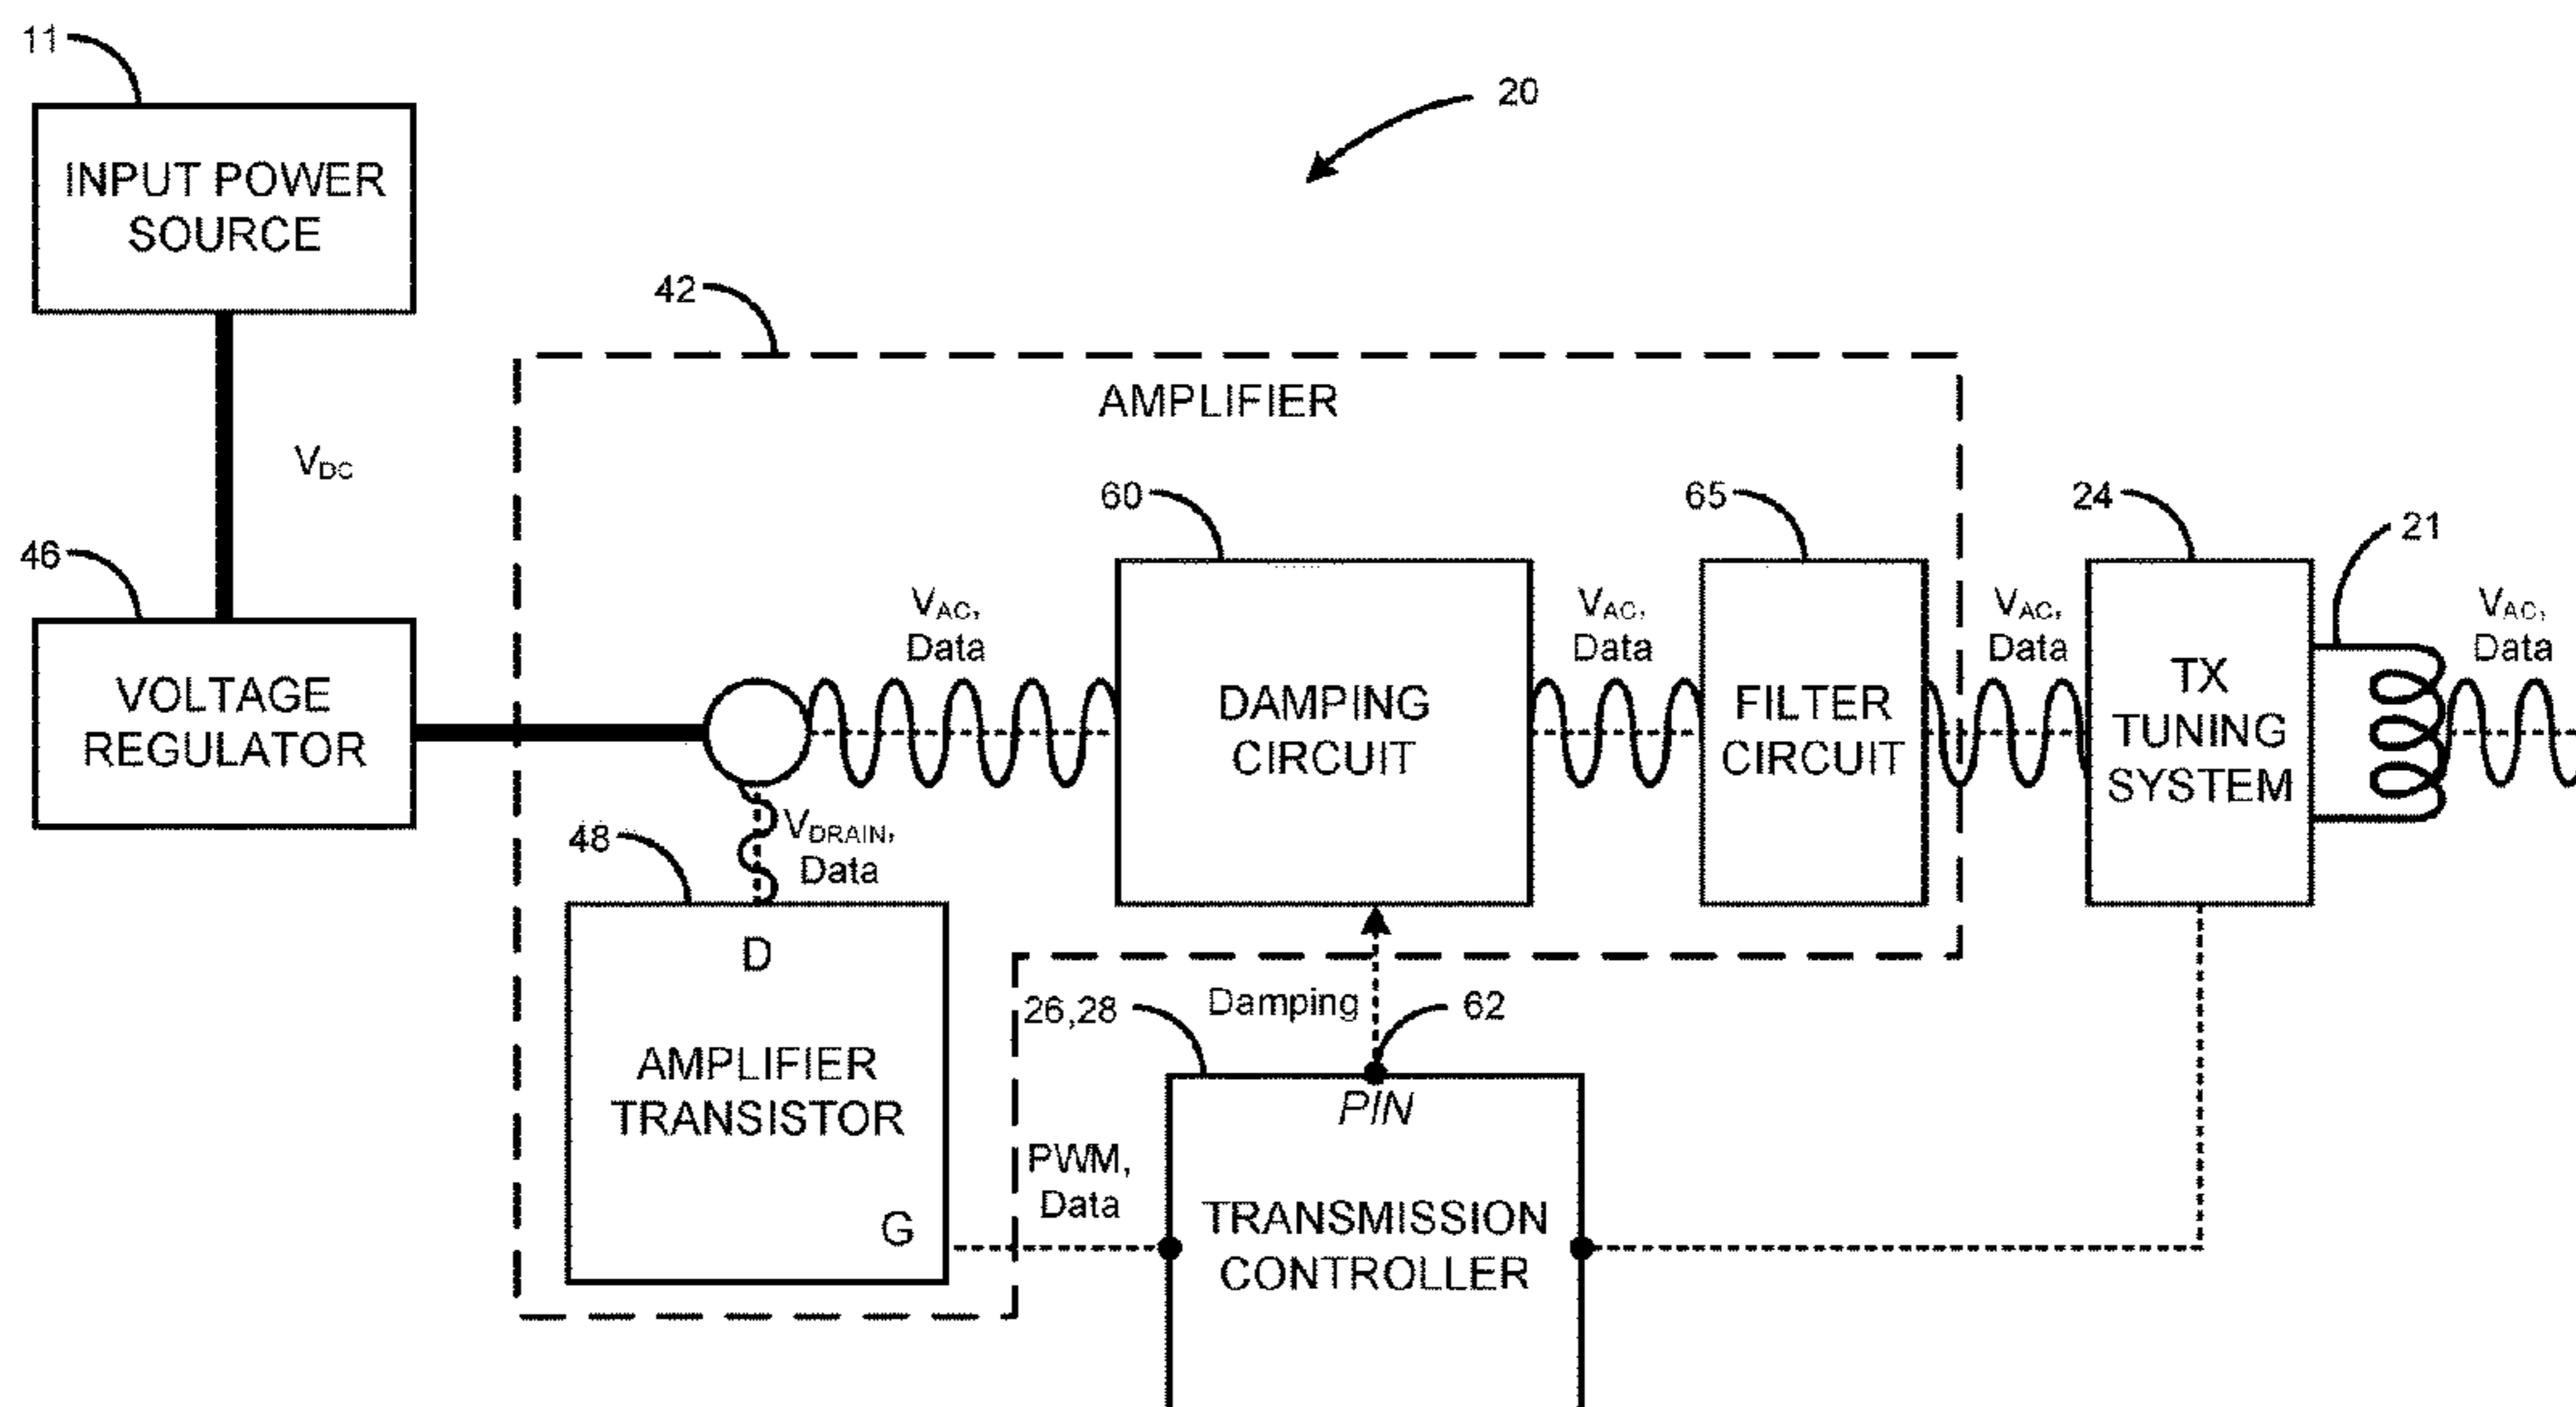 11
20
INPUT POWER
SOURCE
42
AMPLIFIER
VDC
46
60
65
24
21
VAC,
Data
VAC,
Data
VAC,
Data
VAC,
Data
VOLTAGE
REGULATOR
DAMPING
CIRCUIT
FILTER
CIRCUIT
TX
TUNING
SYSTEM
48
VDRAIN,
Data
D
AMPLIFIER
TRANSISTOR
G
26,28
Damping
62
PIN
PWM,
Data
TRANSMISSION
CONTROLLER